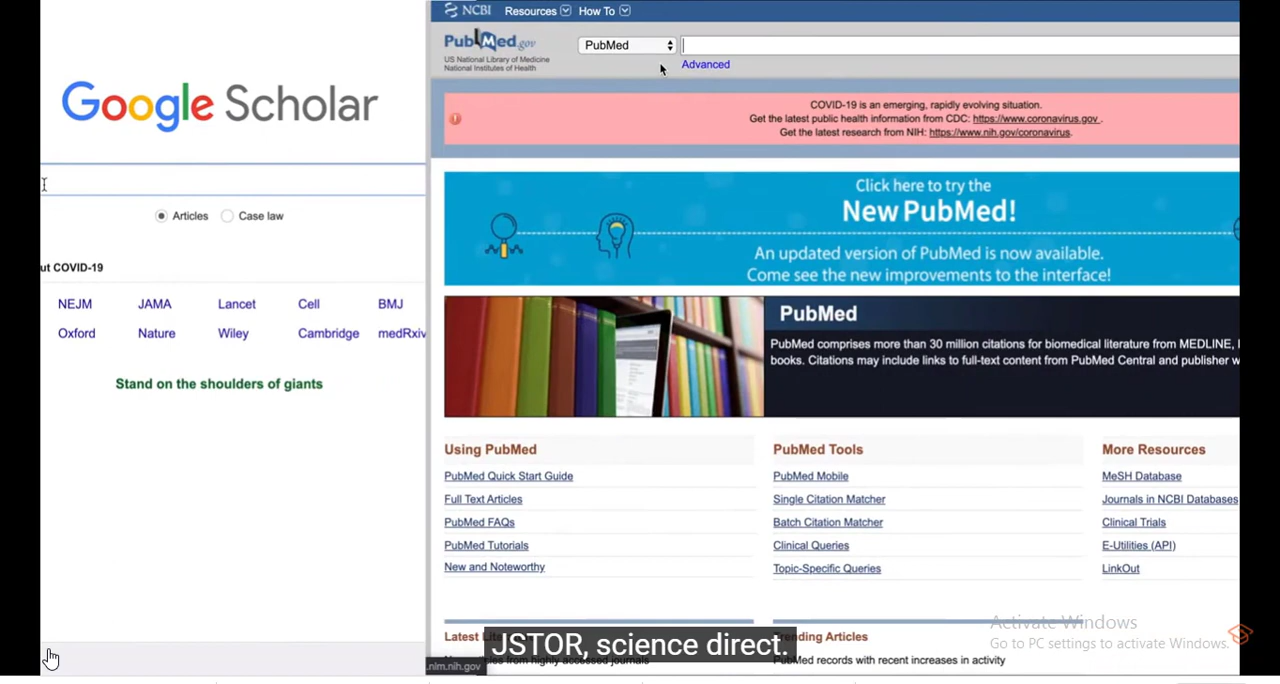 Google Scholar
Articles Case law
ut COVID-19
NEJM JAMA Lancet Cell BMJ
Oxford Nature Wiley Cambridge medRxiv
Stand on the shoulders of giants
NCBI Resources How To
PubMed.gov
US National Library of Medicine
National Institutes of Health
PubMed
Advanced
COVID-19 is an emerging, rapidly evolving situation.
Get the latest public health information from CDC: https://www.coronavirus.gov .
Get the latest research from NIH: https://www.nih.gov/coronavirus.
Click here to try the
New PubMed!
An updated version of PubMed is now available.
Come see the new improvements to the interface!
PubMed
PubMed comprises more than 30 million citations for biomedical literature from MEDLINE,
books. Citations may include links to full-text content from PubMed Central and publisher w
Using PubMed
PubMed Quick Start Guide
Full Text Articles
PubMed FAQs
PubMed Tutorials
New and Noteworthy
PubMed Tools
PubMed Mobile
Single Citation Matcher
Batch Citation Matcher
Clinical Queries
Topic-Specific Queries
More Resources
MeSH Database
Journals in NCBI Databases
Clinical Trials
E-Utilities (API)
LinkOut
Latest
from highly accessed journals
Trending Articles
PubMed records with recent increases in activity
JSTOR, science direct.
.nlm.nih.gov
Activate Windows
Go to PC settings to activate Windows.